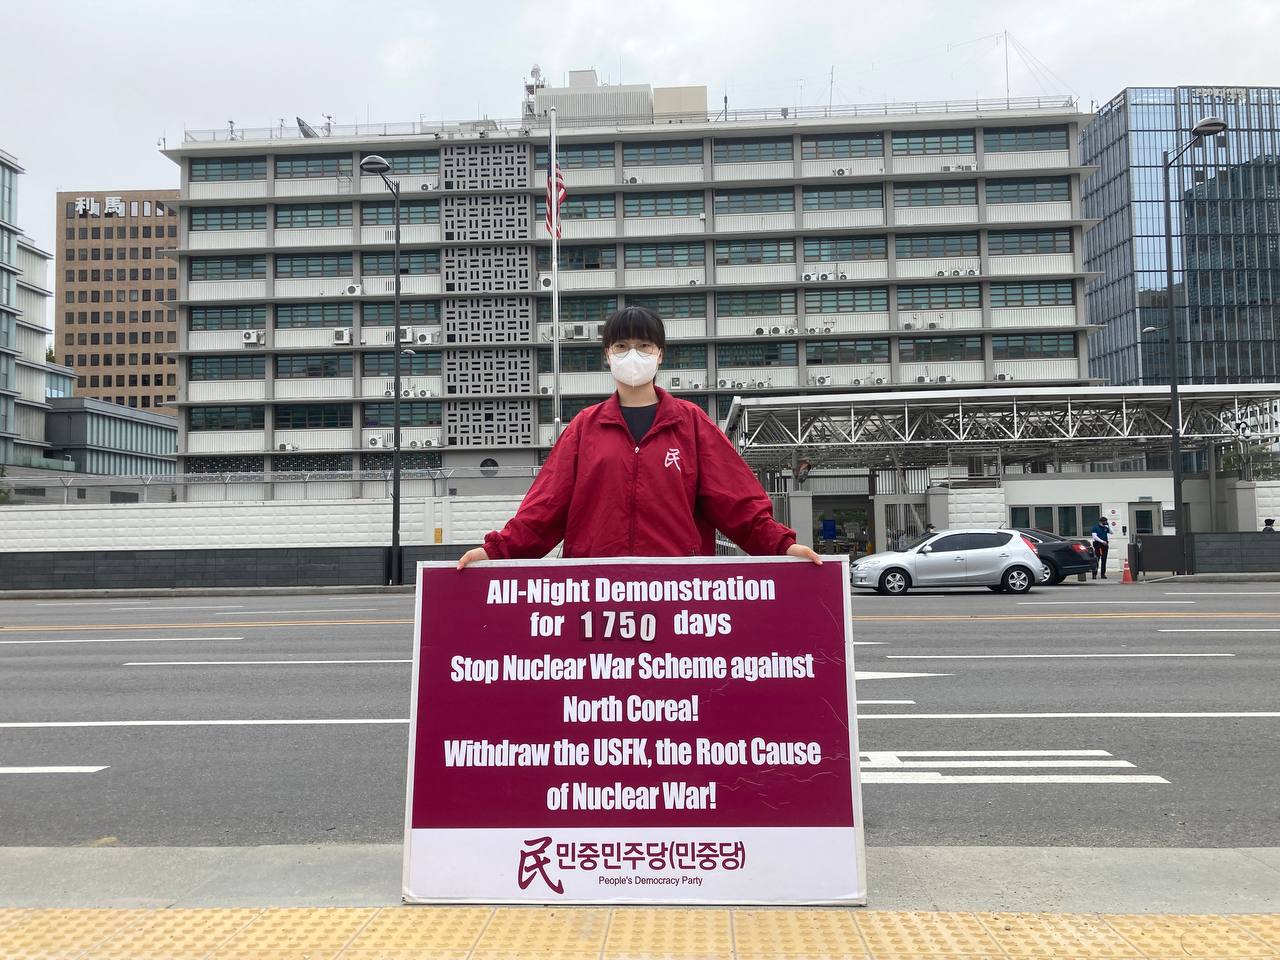 利馬
民
All-Night Demonstration
for 1750 days
Stop Nuclear War Scheme against
North Corea!
Withdraw the USFK, the Root Cause
of Nuclear War!
民 민중민주당(민중당)
People's Democracy Party